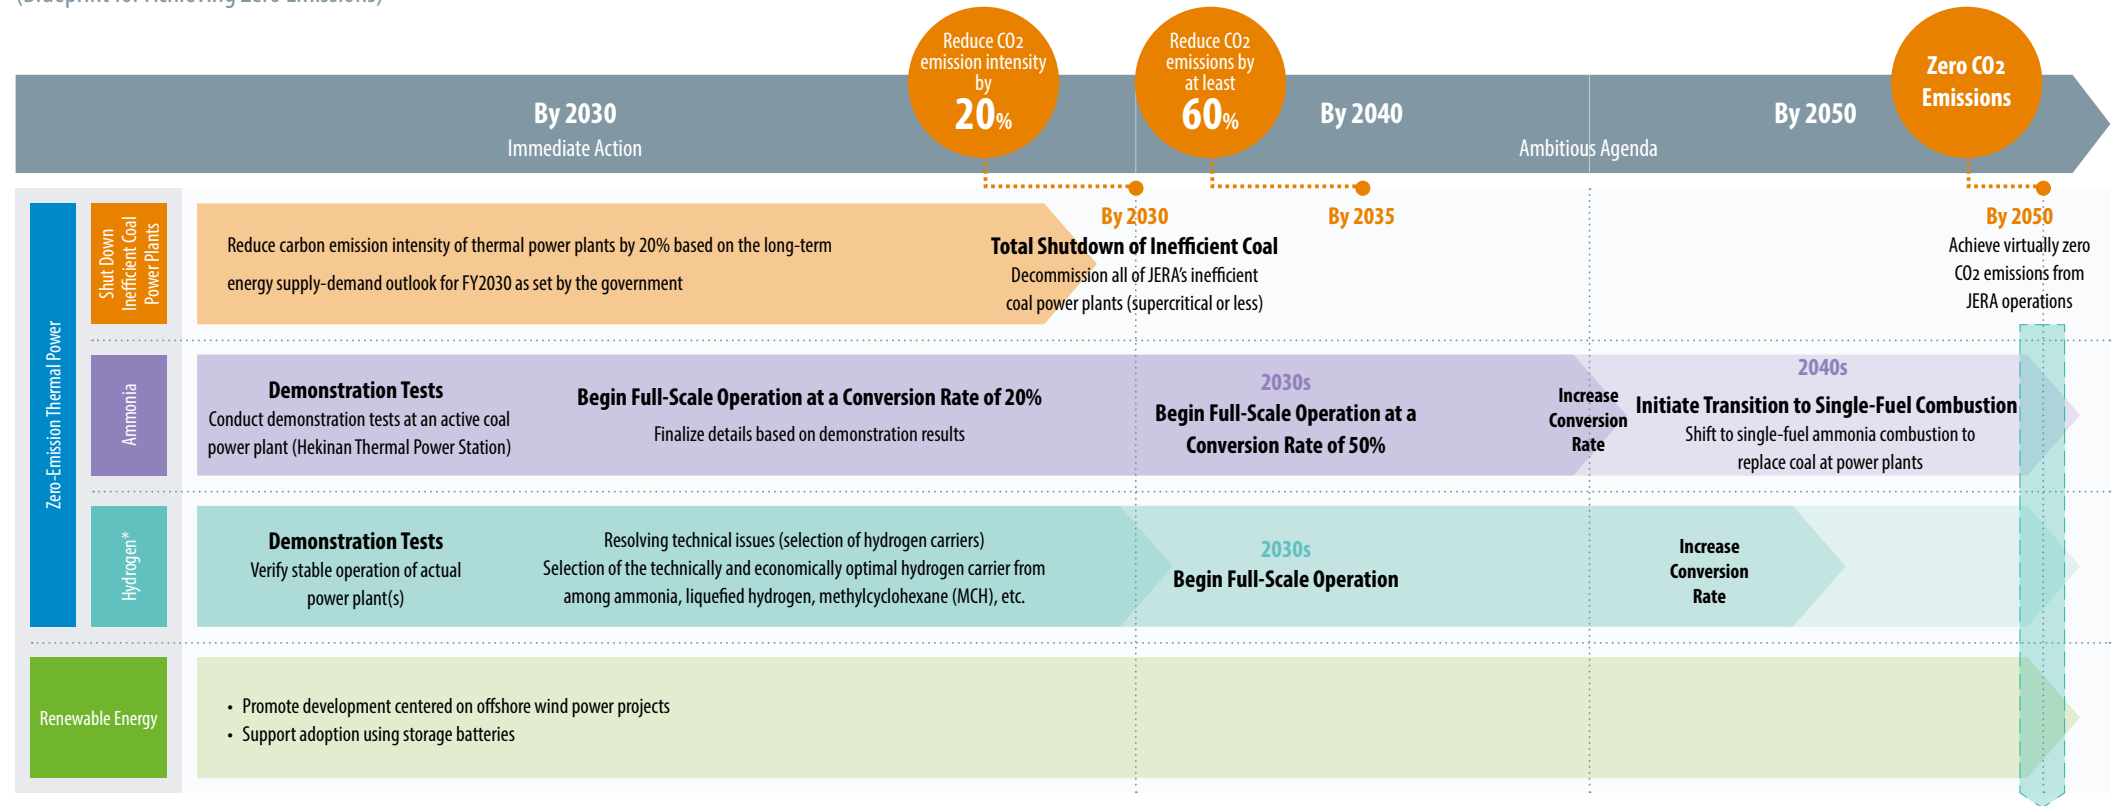 (Blueprint for Achieving Zero Emissions)
Reduce CO2
emission intensity
by
20%
Reduce CO2
emissions by
at least
60%
Zero CO2
Emissions
By 2030
Immediate Action
By 2040
Ambitious Agenda
By 2050
By 2030
By 2035
By 2050
Zero-Emission Thermal Power
Shut Down
Inefficient Coal
Power Plants
Reduce carbon emission intensity of thermal power plants by 20% based on the long-term
energy supply-demand outlook for FY2030 as set by the government
Total Shutdown of Inefficient Coal
Decommission all of JERA's inefficient
coal power plants (supercritical or less)
Achieve virtually zero
CO2 emissions from
JERA operations
Ammonia
Demonstration Tests
Conduct demonstration tests at an active coal
power plant (Hekinan Thermal Power Station)
Begin Full-Scale Operation at a Conversion Rate of 20%
Finalize details based on demonstration results
2030s
Begin Full-Scale Operation at a
Conversion Rate of 50%
Increase
Conversion
Rate
2040s
Initiate Transition to Single-Fuel Combustion
Shift to single-fuel ammonia combustion to
replace coal at power plants
Hydrogen*
Demonstration Tests
Verify stable operation of actual
power plant(s)
Resolving technical issues (selection of hydrogen carriers)
Selection of the technically and economically optimal hydrogen carrier from
among ammonia, liquefied hydrogen, methylcyclohexane (MCH), etc.
2030s
Begin Full-Scale Operation
Increase
Conversion
Rate
Renewable Energy
• Promote development centered on offshore wind power projects
• Support adoption using storage batteries